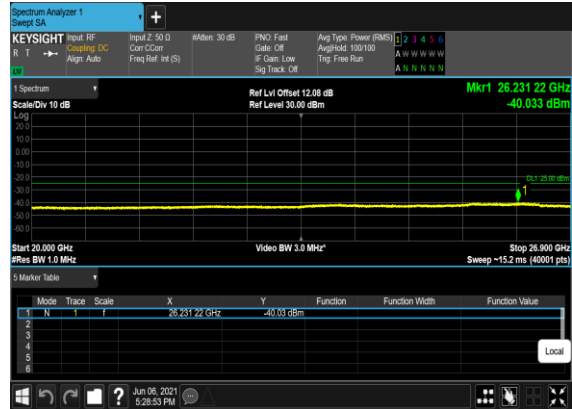 Spectrum Analyzer 1
Swept SA
+
KEYSIGHT
R T
Input: RF
Coupling: DC
Align: Auto
Input Z: 50 Ω
Corr CCorr
Freq Ref: Int (S)
#Atten: 30 dB
PNO: Fast
Gate: Off
IF Gain: Low
Sig Track: Off
Avg Type: Power (RMS)
Avg|Hold: 100/100
Trig: Free Run
1 2 3 4 5 6
A W W W W W
A N N N N N
1 Spectrum
Scale/Div 10 dB
Ref Lvl Offset 12.08 dB
Ref Level 30.00 dBm
Mkr1 26.231 22 GHz
-40.033 dBm
Log
20.0
10.0
0.00
-10.0
-20.0
-30.0
-40.0
-50.0
-60.0
DL1 -25.00 dBm
1
Start 20.000 GHz
#Res BW 1.0 MHz
Video BW 3.0 MHz*
Stop 26.900 GHz
Sweep ~15.2 ms (40001 pts)
5 Marker Table
Mode Trace Scale X Y Function Function Width Function Value
1 N 1 f 26.231 22 GHz -40.03 dBm
2
3
4
5
6
Local
?
Jun 06, 2021
5:28:53 PM